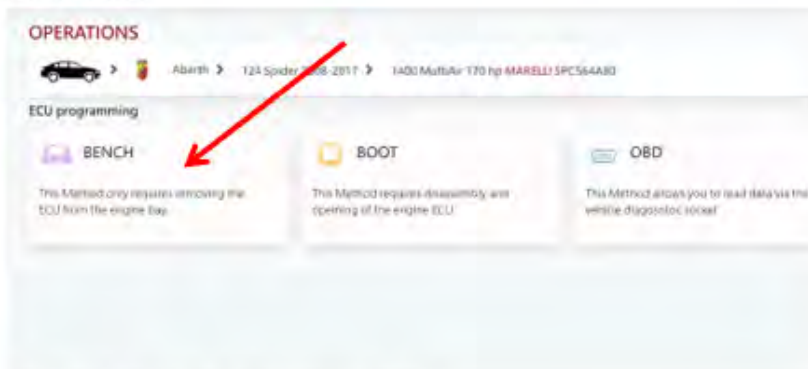 OPERATIONS
Abarth
124 Spider 2008-2017
1400 MultiAir 170 hp MARELLI SPC564A80
ECU programming
BENCH
BOOT
OBD
This Method only requires removing the
ECU from the engine bay.
This Method requires disassembly and
opening of the engine ECU
This Method allows you to read data via the
vehicle diagnostic socket